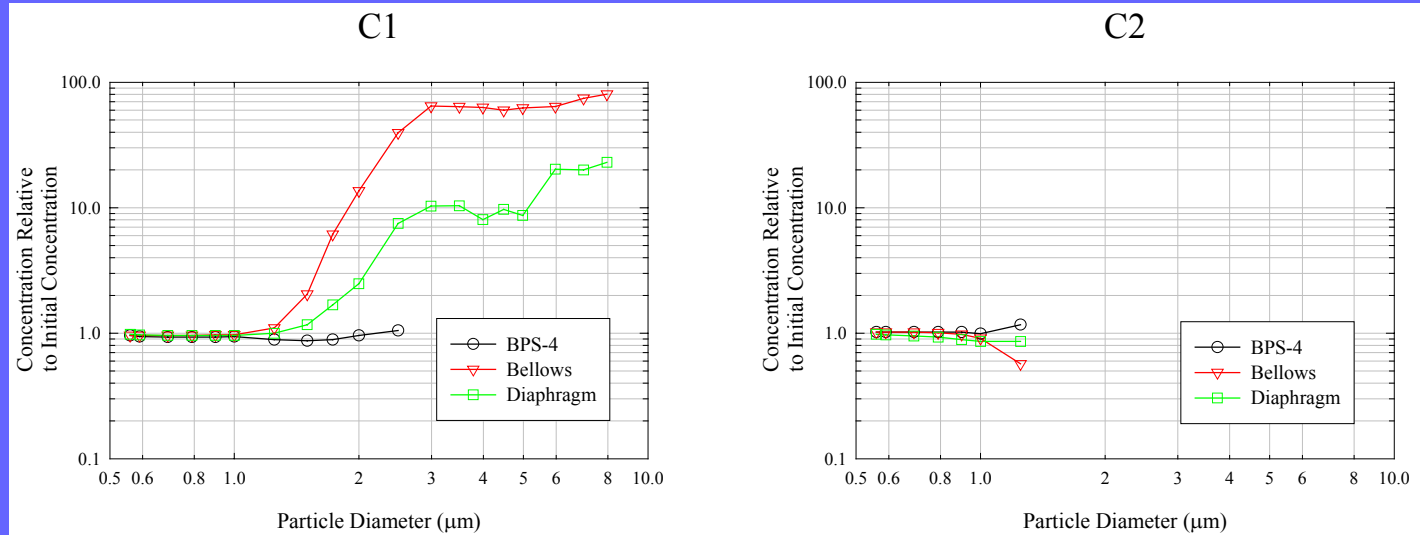 C1
100.0
10.0
1.0
0.1
Concentration Relative
to Initial Concentration
BPS-4
Bellows
Diaphragm
0.5 0.6 0.8 1.0 2 3 4 5 6 8 10.0
Particle Diameter (μm)
C2
100.0
10.0
1.0
0.1
Concentration Relative
to Initial Concentration
BPS-4
Bellows
Diaphragm
0.5 0.6 0.8 1.0 2 3 4 5 6 8 10.0
Particle Diameter (μm)